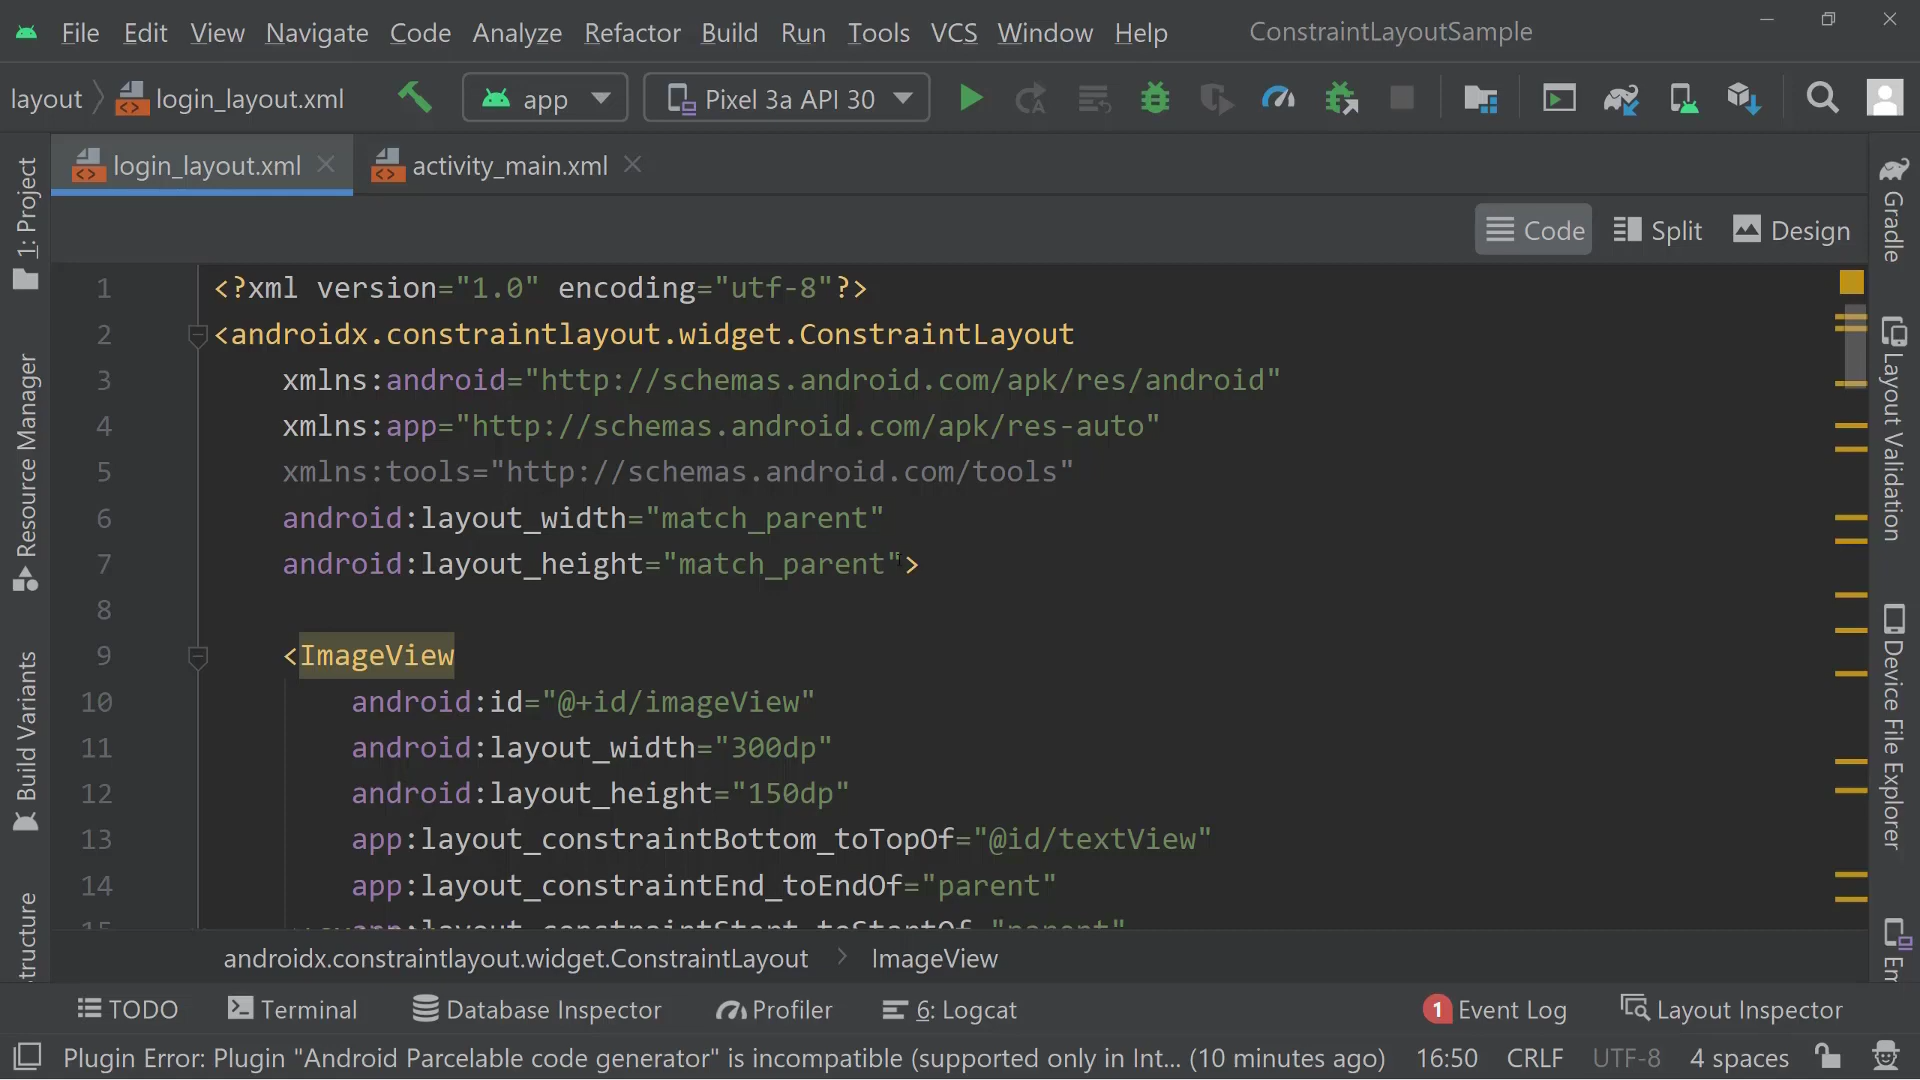 File Edit View Navigate Code Analyze Refactor Build Run Tools VCS Window Help ConstraintLayoutSample
layout login_layout.xml app Pixel 3a API 30
login_layout.xml activity_main.xml
Code Split Design
1 <?xml version="1.0" encoding="utf-8"?>
2 <androidx.constraintlayout.widget.ConstraintLayout
3 xmlns:android="http://schemas.android.com/apk/res/android"
4 xmlns:app="http://schemas.android.com/apk/res-auto"
5 xmlns:tools="http://schemas.android.com/tools"
6 android:layout_width="match_parent"
7 android:layout_height="match_parent">
8
9 <ImageView
10 android:id="@+id/imageView"
11 android:layout_width="300dp"
12 android:layout_height="150dp"
13 app:layout_constraintBottom_toTopOf="@id/textView"
14 app:layout_constraintEnd_toEndOf="parent"
15 app:layout_constraintStart_toStartOf="parent"
1: Project
Resource Manager
Build Variants
Gradle
Layout Validation
Device File Explorer
androidx.constraintlayout.widget.ConstraintLayout ImageView
TODO Terminal Database Inspector Profiler 6: Logcat 1 Event Log Layout Inspector
Plugin Error: Plugin "Android Parcelable code generator" is incompatible (supported only in Int... (10 minutes ago) 16:50 CRLF UTF-8 4 spaces